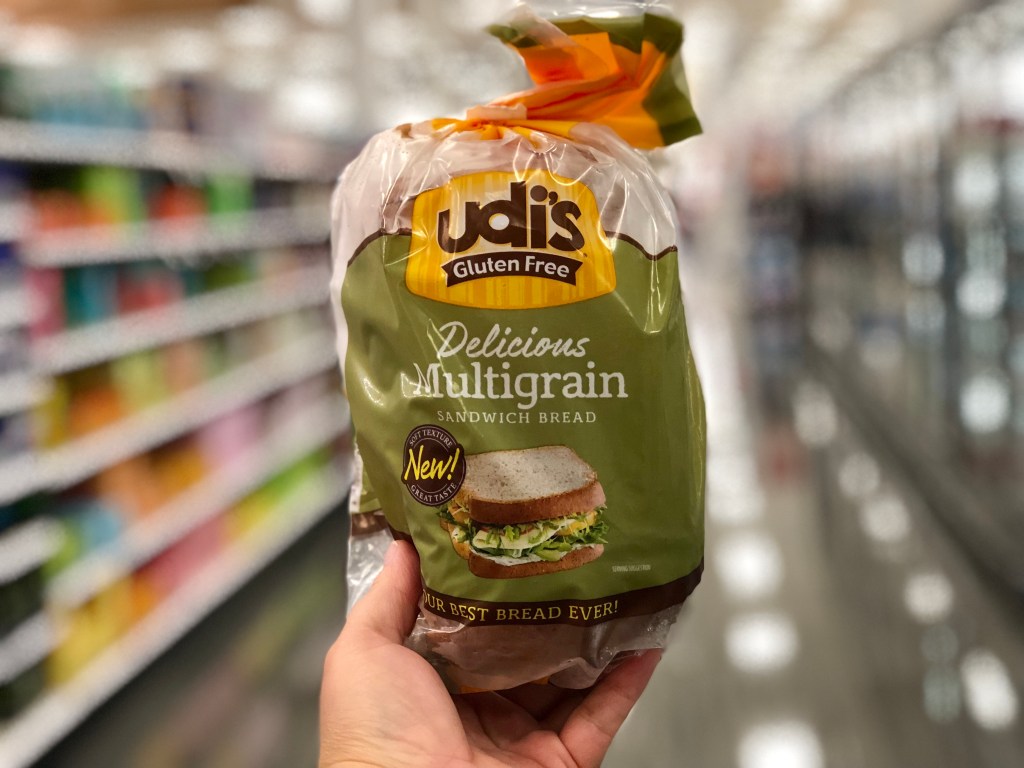 udi's
Gluten Free
Delicious
Multigrain
SANDWICH BREAD
SOFT TEXTURE
New!
GREAT TASTE
OUR BEST BREAD EVER!